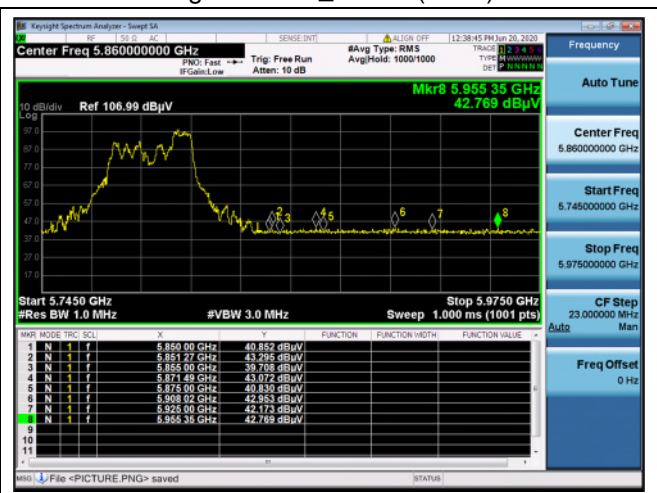 Keysight Spectrum Analyzer - Swept SA
RF 50 Ω AC SENSE:INT ALIGN OFF 12:38:45 PM Jun 20, 2020
Center Freq 5.860000000 GHz #Avg Type: RMS TRACE 1 2 3 4 5 6
PNO: Fast Trig: Free Run Avg|Hold: 1000/1000 TYPE M W W W W W
IFGain:Low Atten: 10 dB DET P N N N N N
Mkr8 5.955 35 GHz
42.769 dBµV
10 dB/div Ref 106.99 dBµV
Log
97.0
87.0
77.0
67.0
57.0
47.0
37.0
27.0
17.0
2 3 4 5 6 7 8
Start 5.7450 GHz Stop 5.9750 GHz
#Res BW 1.0 MHz #VBW 3.0 MHz Sweep 1.000 ms (1001 pts)
MKR MODE TRC SCL X Y FUNCTION FUNCTION WIDTH FUNCTION VALUE
1 N 1 f 5.850 00 GHz 40.852 dBµV
2 N 1 f 5.851 27 GHz 43.295 dBµV
3 N 1 f 5.855 00 GHz 39.708 dBµV
4 N 1 f 5.871 49 GHz 43.072 dBµV
5 N 1 f 5.875 00 GHz 40.830 dBµV
6 N 1 f 5.908 02 GHz 42.953 dBµV
7 N 1 f 5.925 00 GHz 42.173 dBµV
8 N 1 f 5.955 35 GHz 42.769 dBµV
9
10
11
MSG File <PICTURE.PNG> saved STATUS
Frequency
Auto Tune
Center Freq
5.860000000 GHz
Start Freq
5.745000000 GHz
Stop Freq
5.975000000 GHz
CF Step
23.000000 MHz
Auto Man
Freq Offset
0 Hz